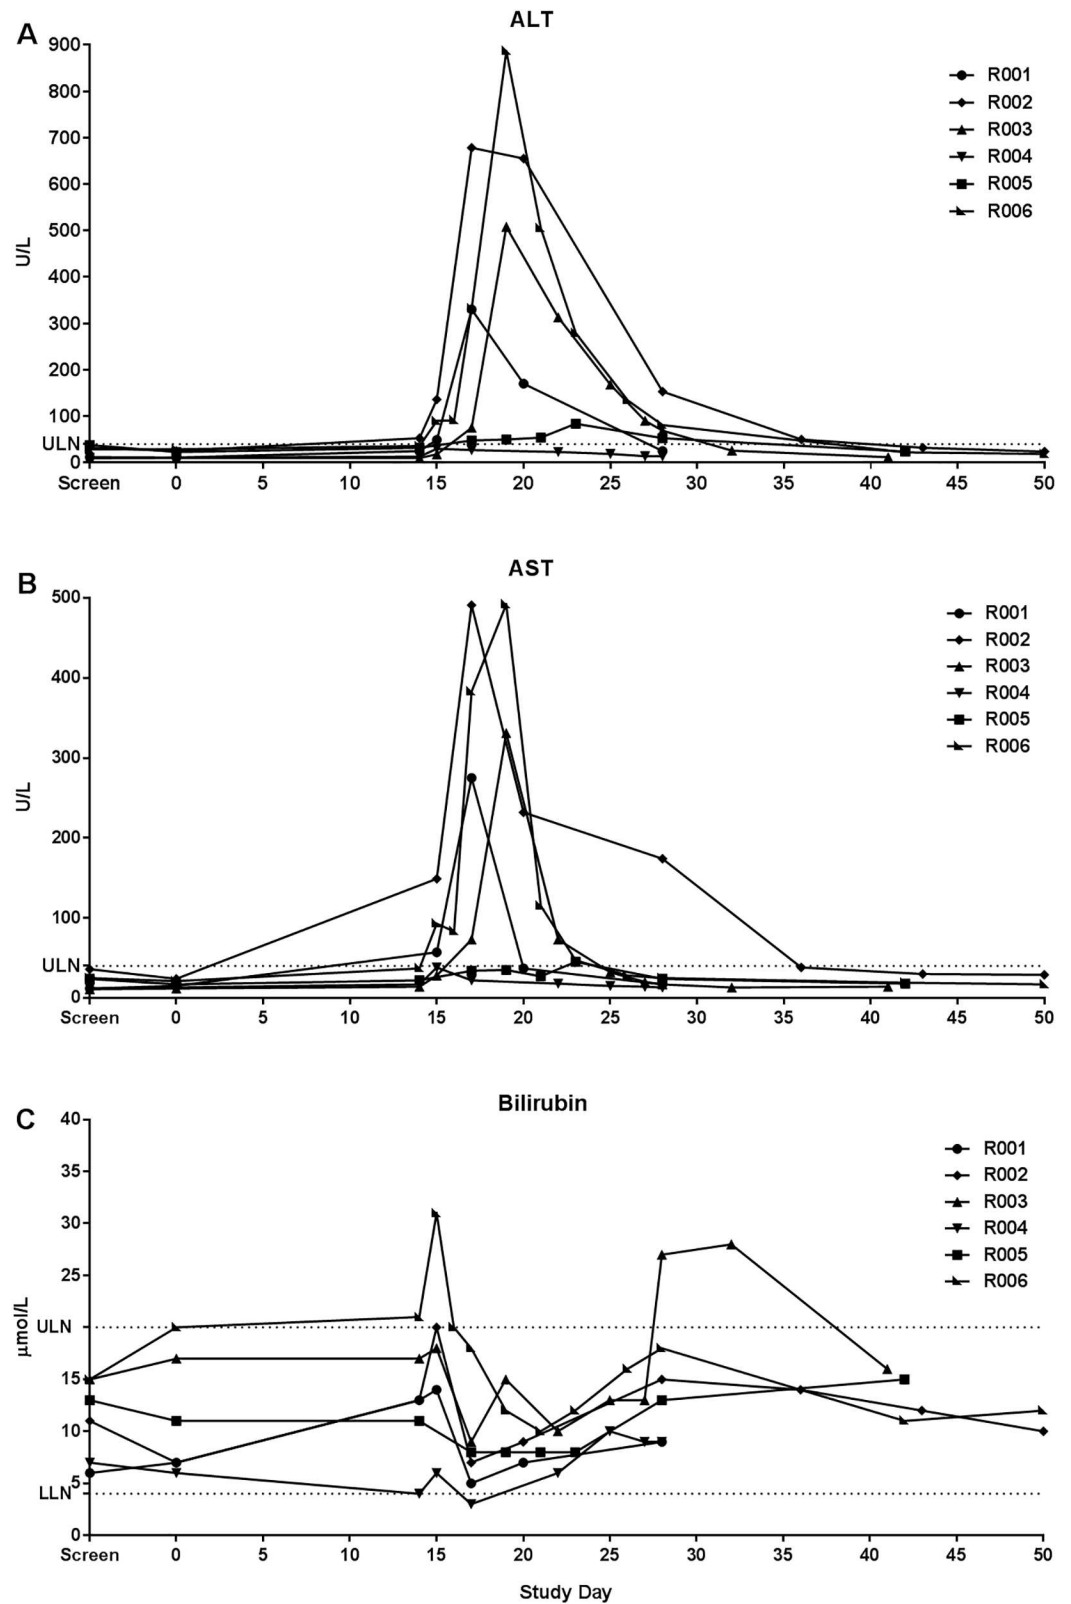 A
ALT
900
800
700
600
500
400
300
200
100
ULN
0
U/L
Screen 0 5 10 15 20 25 30 35 40 45 50
R001
R002
R003
R004
R005
R006
B
AST
500
400
300
200
100
ULN
0
U/L
Screen 0 5 10 15 20 25 30 35 40 45 50
R001
R002
R003
R004
R005
R006
C
Bilirubin
40
35
30
25
ULN
15
10
5
LLN
0
µmol/L
Screen 0 5 10 15 20 25 30 35 40 45 50
R001
R002
R003
R004
R005
R006
Study Day